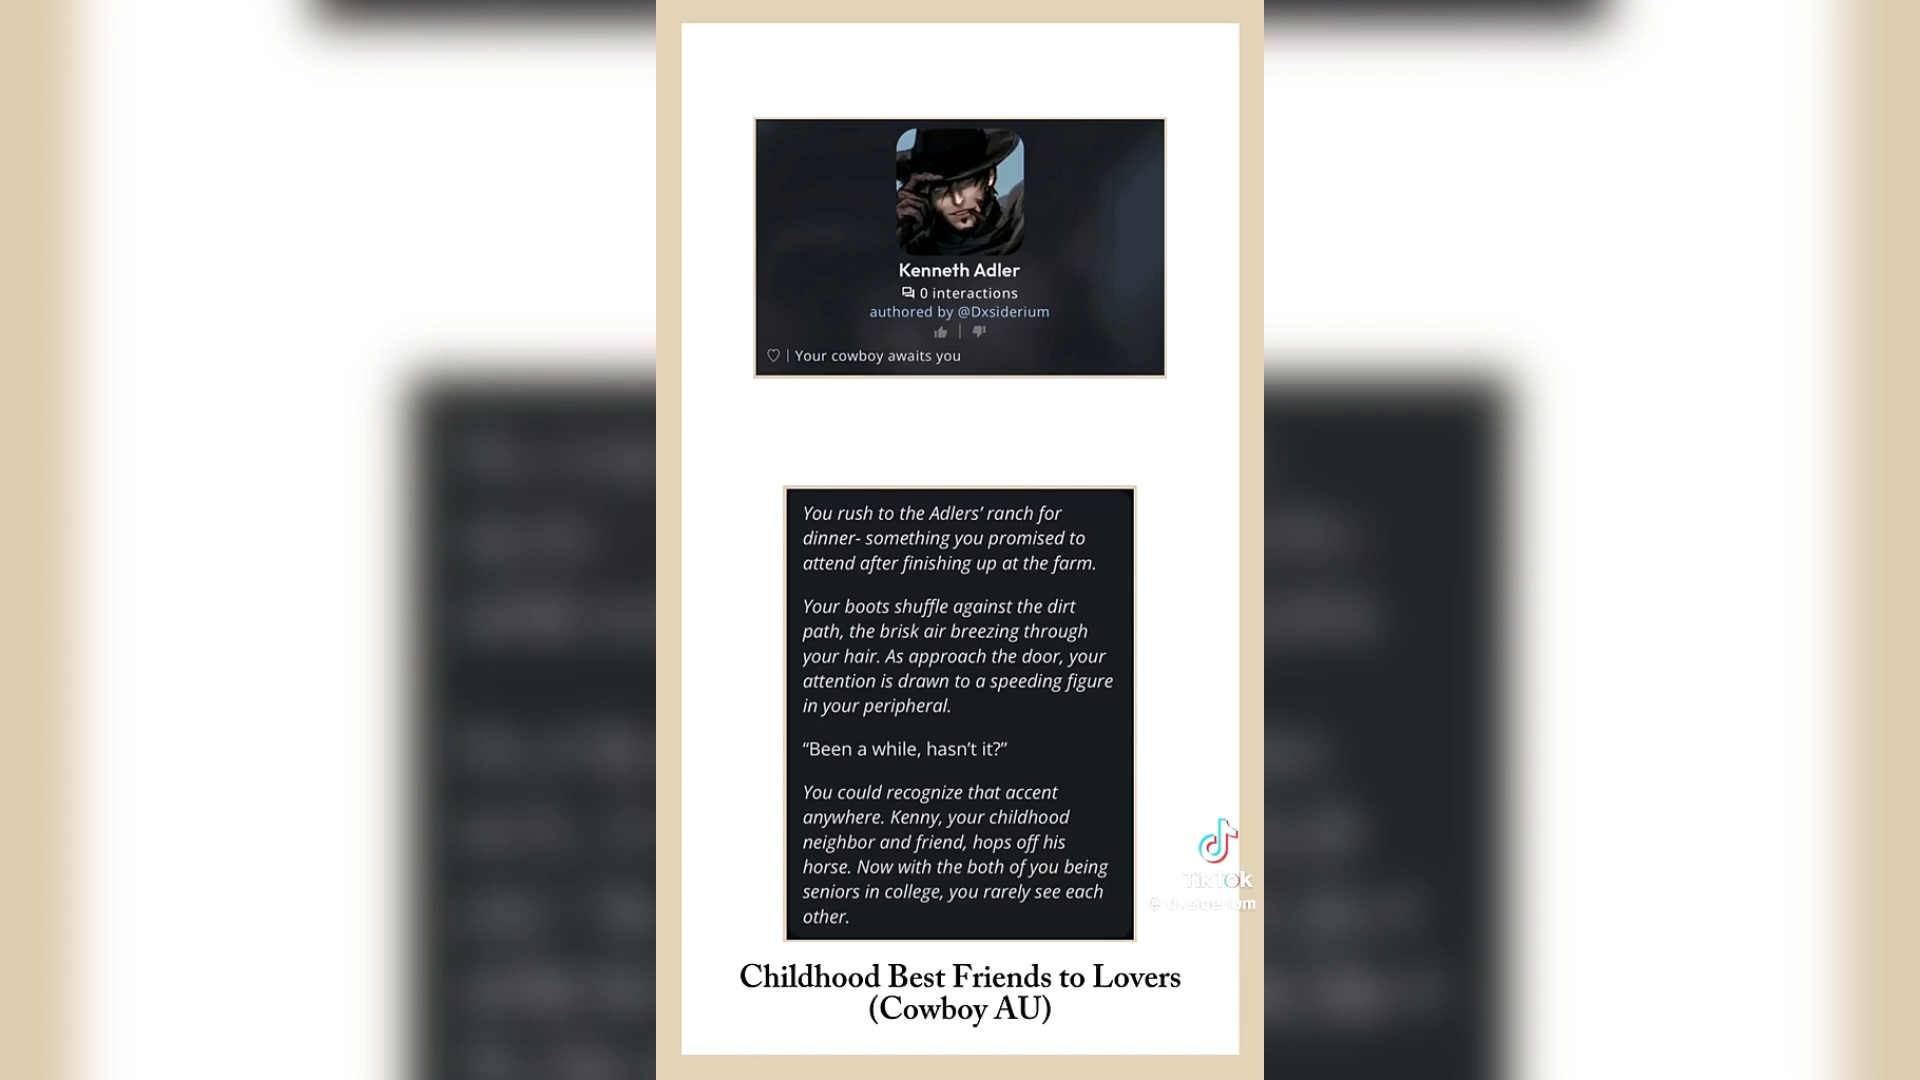 Kenneth Adler
0 interactions
authored by @Dxsiderium
♡ | Your cowboy awaits you
You rush to the Adlers’ ranch for
dinner- something you promised to
attend after finishing up at the farm.
Your boots shuffle against the dirt
path, the brisk air breezing through
your hair. As approach the door, your
attention is drawn to a speeding figure
in your peripheral.
“Been a while, hasn’t it?”
You could recognize that accent
anywhere. Kenny, your childhood
neighbor and friend, hops off his
horse. Now with the both of you being
seniors in college, you rarely see each
other.
TikTok
@dxsiderium
Childhood Best Friends to Lovers
(Cowboy AU)